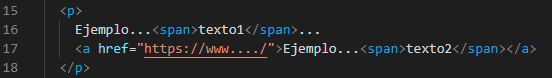 15 <p>
16 Ejemplo...<span>texto1</span>...
17 <a href="https://www..../">Ejemplo...<span>texto2</span></a>
18 </p>